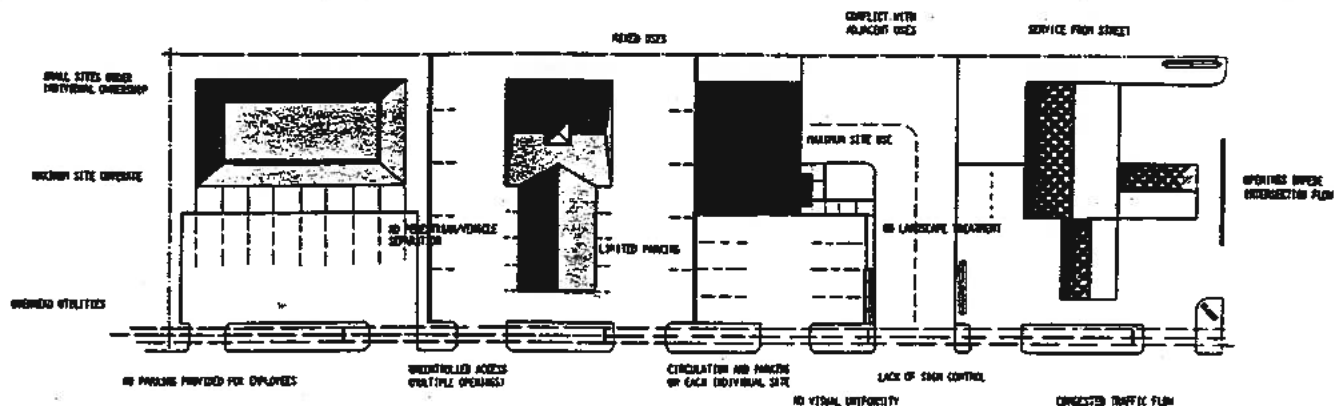 CONFLICT WITH
ADJACENT USES
SERVICE FROM STREET
MIXED USES
SMALL SITES UNDER
INDIVIDUAL OWNERSHIP
MAXIMUM SITE USE
MAXIMUM SITE COVERAGE
OPENINGS IMPEDE
INTERSECTION FLOW
NO PEDESTRIAN/VEHICLE
SEPARATION
NO LANDSCAPE TREATMENT
LIMITED PARKING
OVERHEAD UTILITIES
NO PARKING PROVIDED FOR EMPLOYEES
UNCONTROLLED ACCESS
(MULTIPLE OPENINGS)
CIRCULATION AND PARKING
ON EACH INDIVIDUAL SITE
LACK OF SIGN CONTROL
NO VISUAL UNIFORMITY
CONGESTED TRAFFIC FLOW